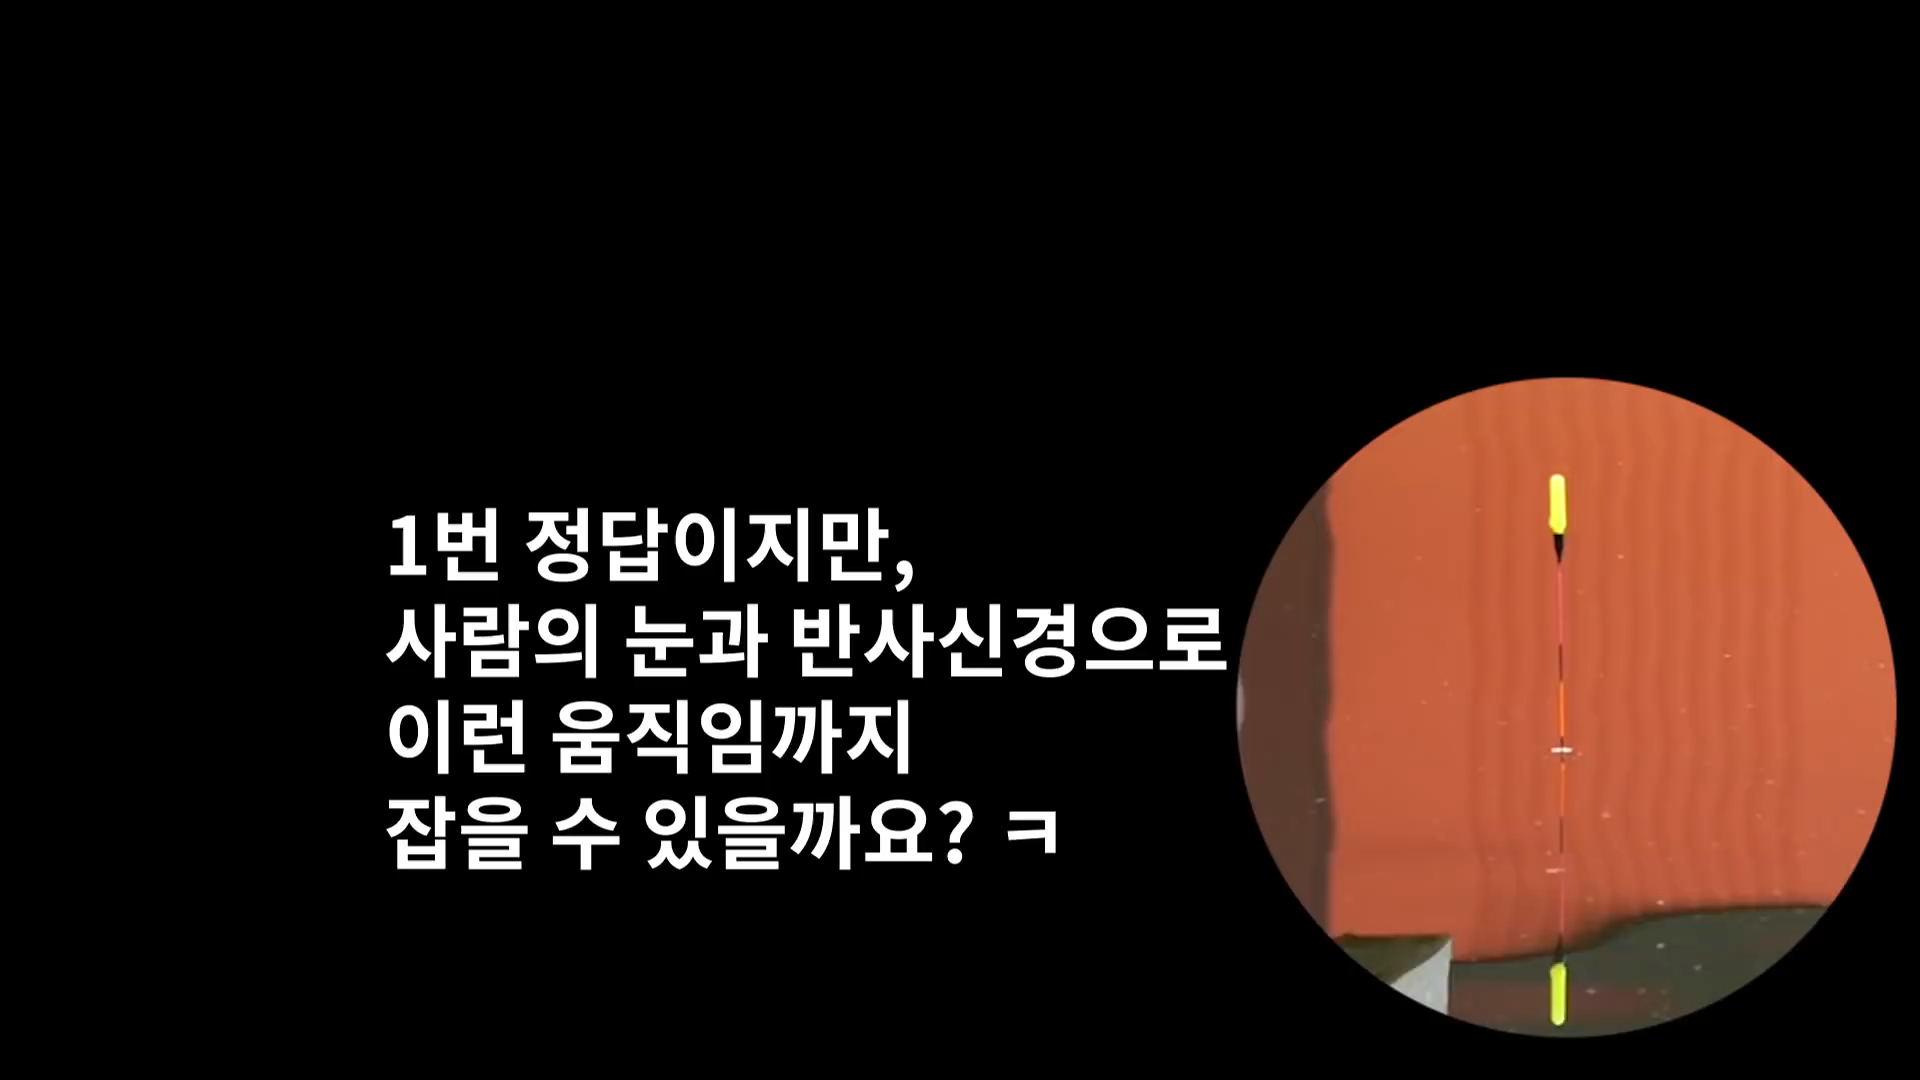 1번 정답이지만,
사람의 눈과 반사신경으로
이런 움직임까지
잡을 수 있을까요? ㅋ